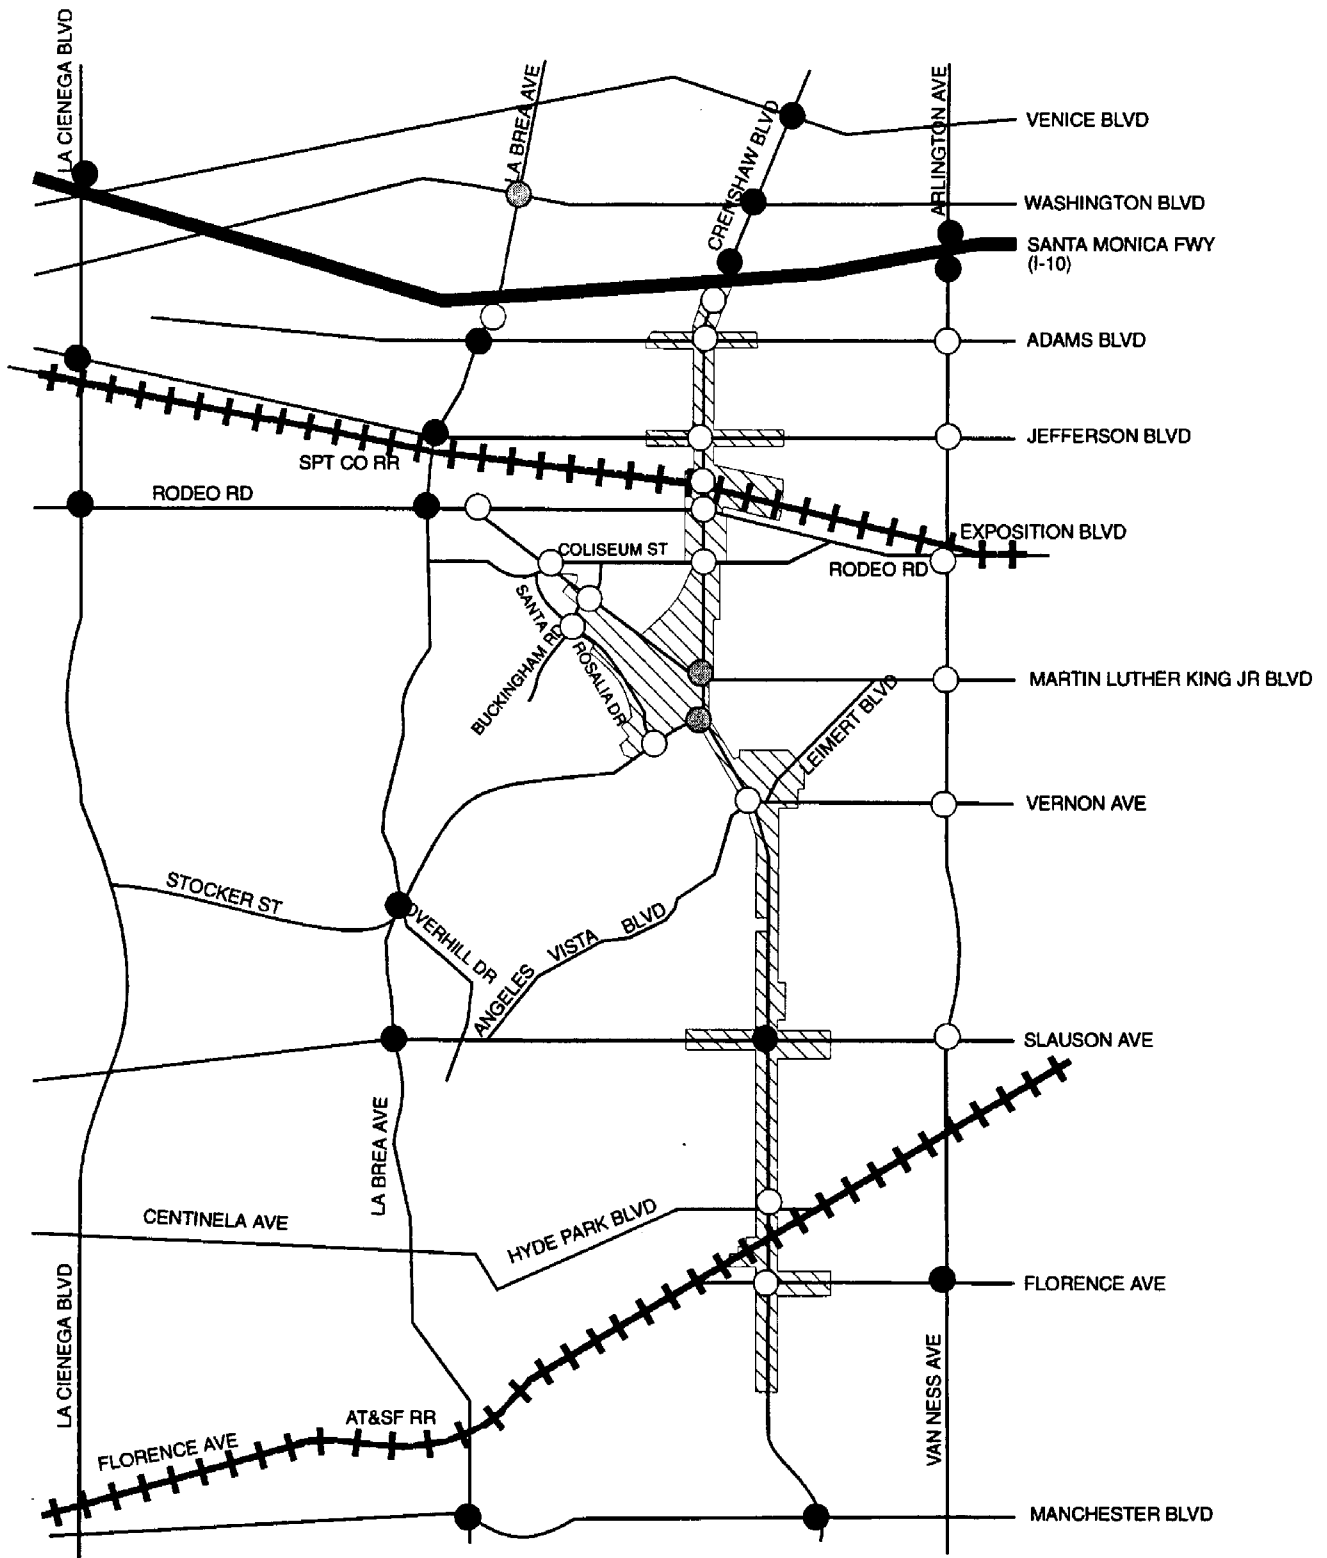 LA CIENEGA BLVD
LA BREA AVE
CRENSHAW BLVD
ARLINGTON AVE
VENICE BLVD
WASHINGTON BLVD
SANTA MONICA FWY
(I-10)
ADAMS BLVD
JEFFERSON BLVD
SPT CO RR
RODEO RD
EXPOSITION BLVD
COLISEUM ST
RODEO RD
SANTA
ROSALIA DR
BUCKINGHAM RD
MARTIN LUTHER KING JR BLVD
LEIMERT BLVD
VERNON AVE
STOCKER ST
OVERHILL DR
ANGELES VISTA BLVD
SLAUSON AVE
LA BREA AVE
CENTINELA AVE
HYDE PARK BLVD
FLORENCE AVE
LA CIENEGA BLVD
VAN NESS AVE
AT&SF RR
FLORENCE AVE
MANCHESTER BLVD